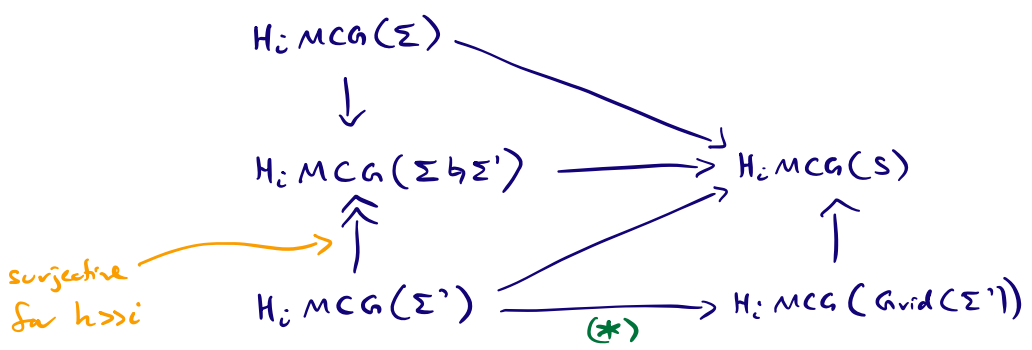 H_i MCG(Σ)
H_i MCG(Σ ♮ Σ')
H_i MCG(S)
surjective
for h>>i
H_i MCG(Σ')
(*)
H_i MCG(Grid(Σ'))